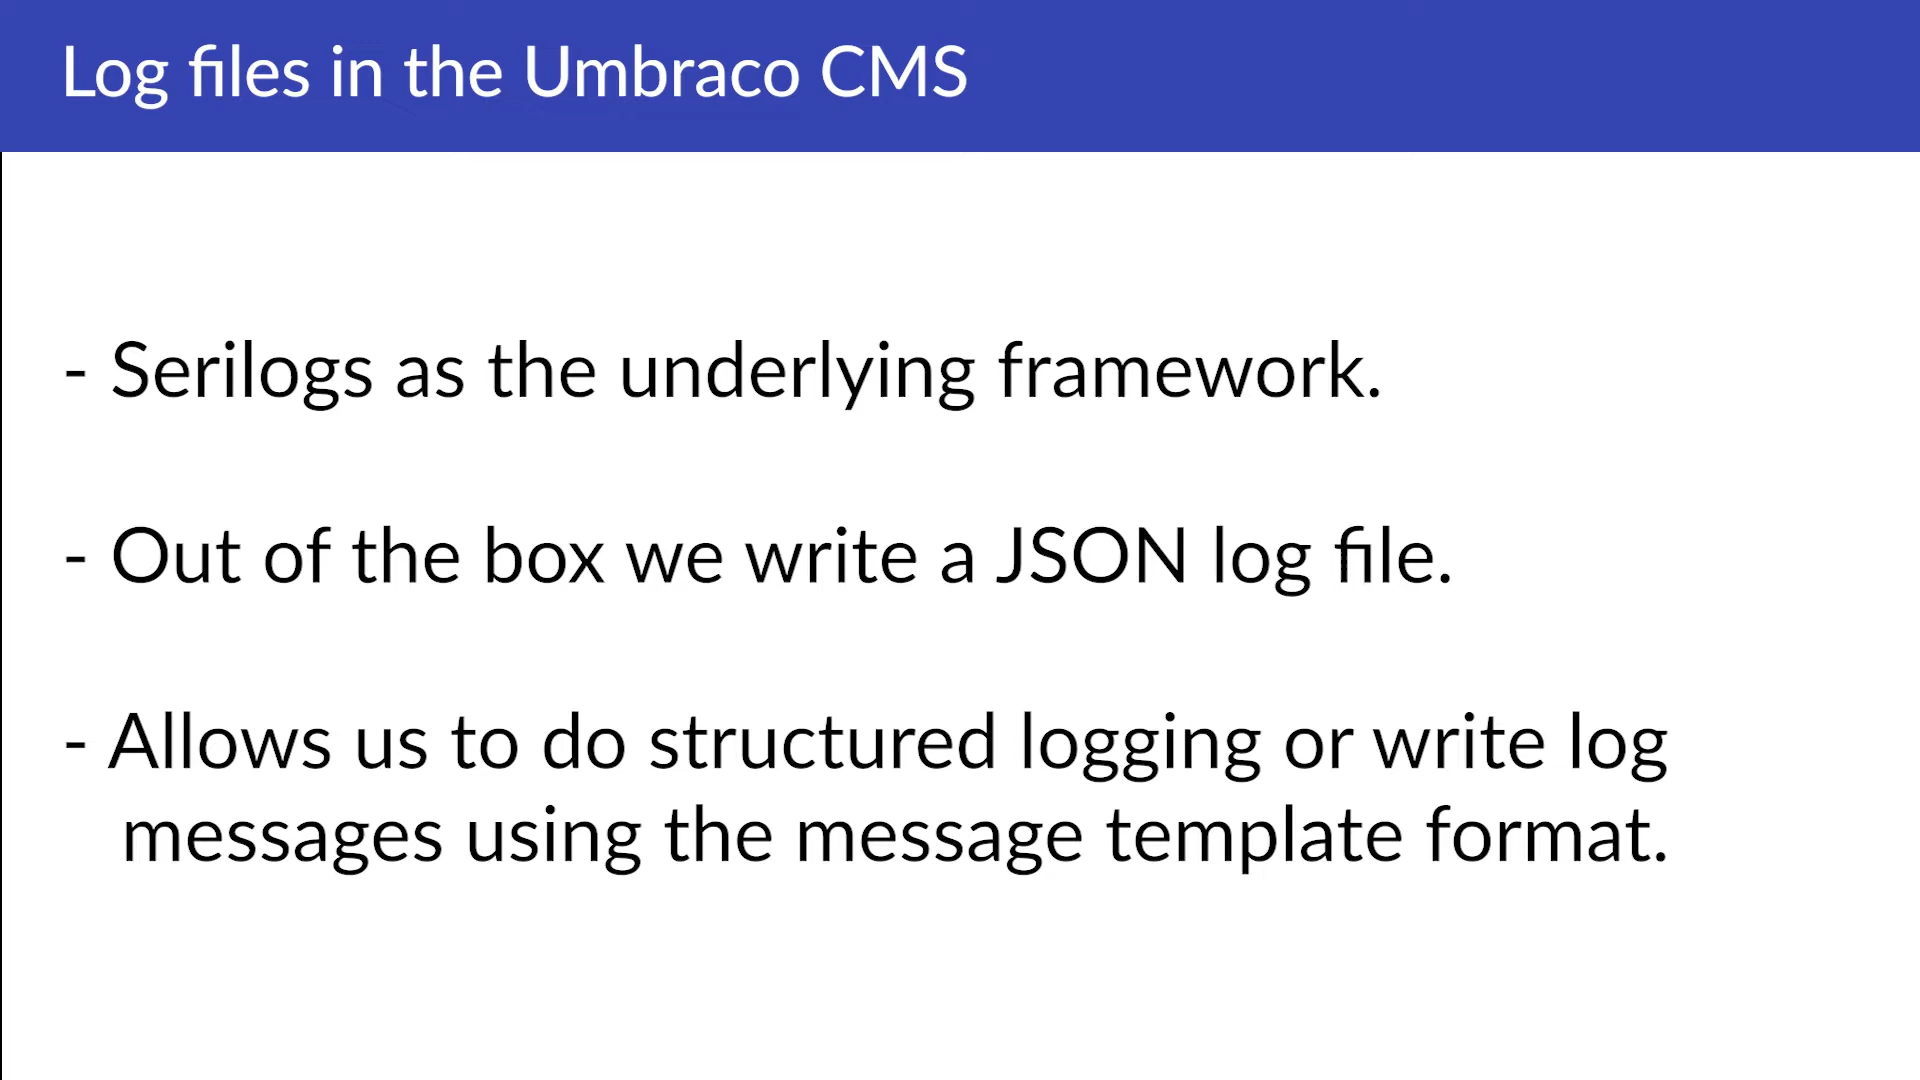 Log files in the Umbraco CMS
- Serilogs as the underlying framework.
- Out of the box we write a JSON log file.
- Allows us to do structured logging or write log
messages using the message template format.